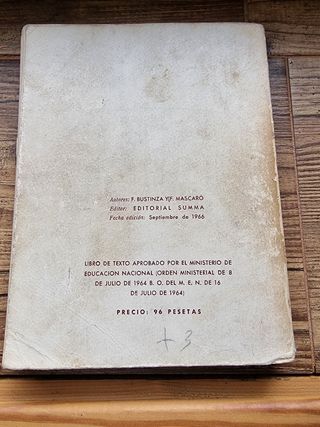 Autores: F. BUSTINZA Y F. MASCARÓ
Editor: EDITORIAL SUMMA
Fecha edición: Septiembre de 1966
LIBRO DE TEXTO APROBADO POR EL MINISTERIO DE
EDUCACION NACIONAL (ORDEN MINISTERIAL DE 8
DE JULIO DE 1964 B. O. DEL M. E. N. DE 16
DE JULIO DE 1964)
PRECIO: 96 PESETAS
+3